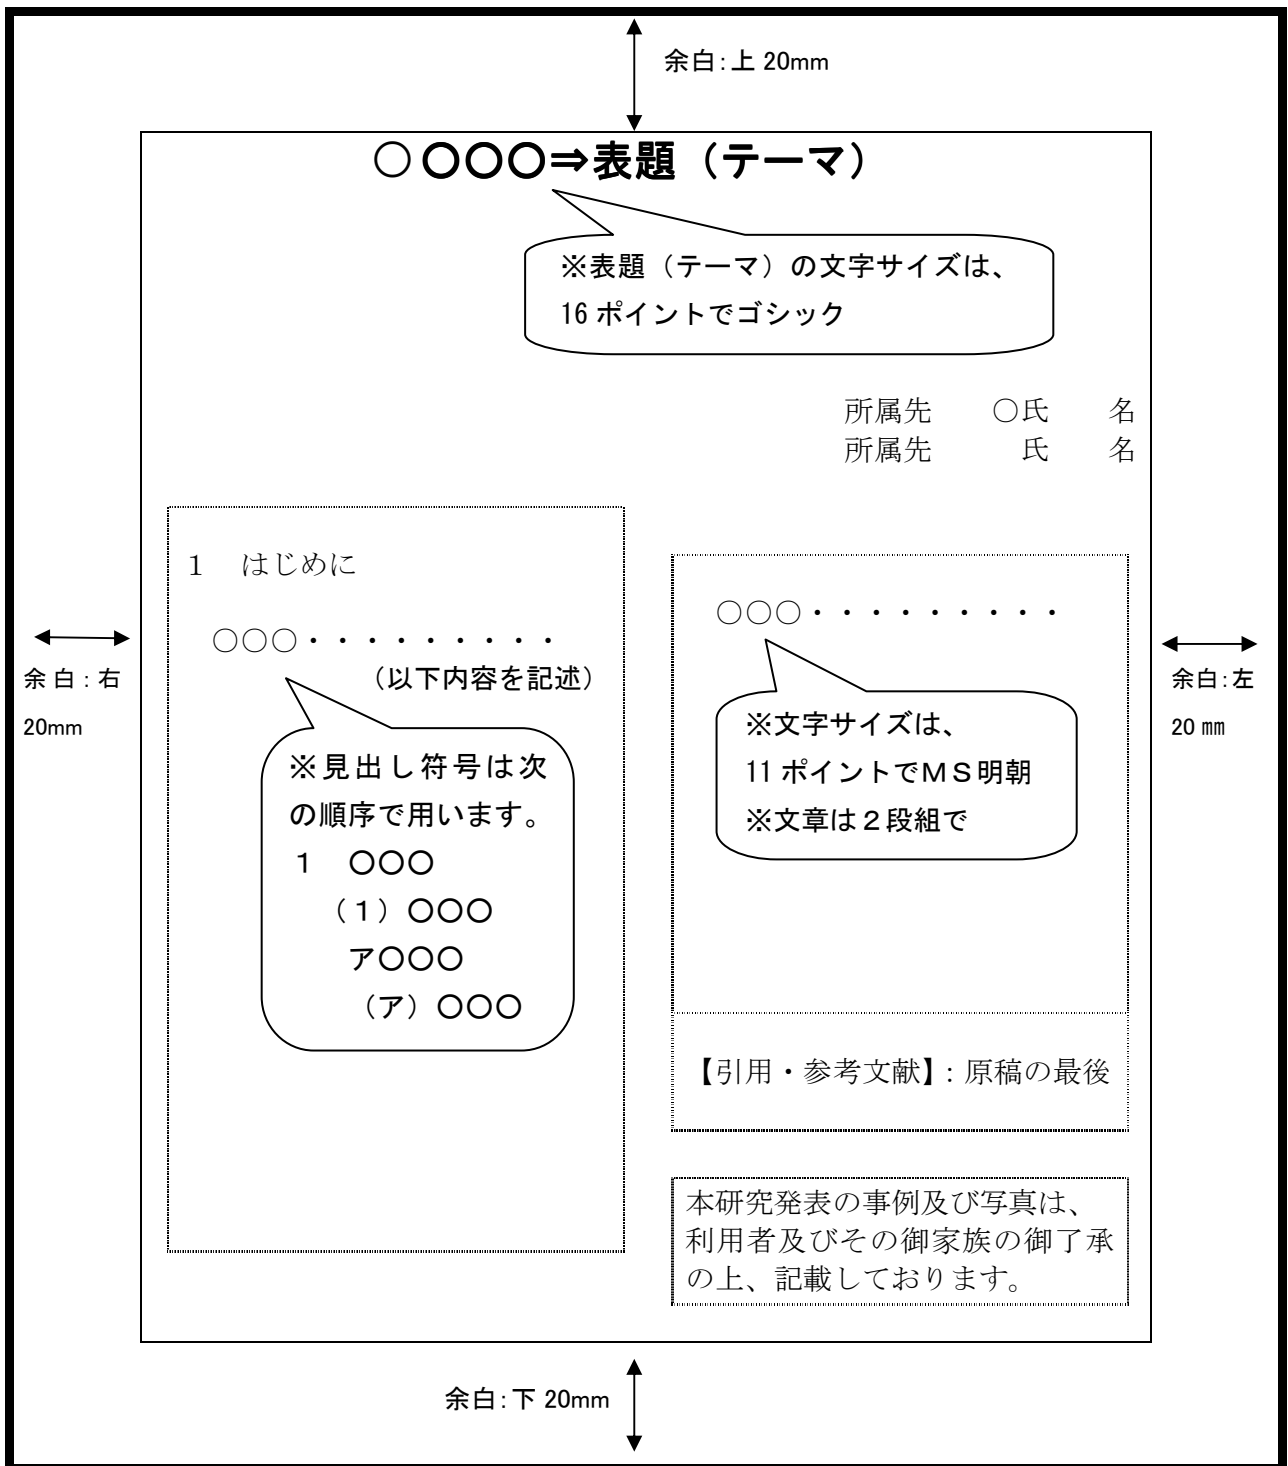 余白：上 20mm
○○○○⇒表題（テーマ）
※表題（テーマ）の文字サイズは、
16 ポイントでゴシック
所属先　　○氏　　名
所属先　　　氏　　名
1　はじめに
○○○・・・・・・・・・
（以下内容を記述）
※見出し符号は次
の順序で用います。
１　○○○
（１）○○○
ア○○○
（ア）○○○
余白：右
20mm
○○○・・・・・・・・・
※文字サイズは、
11 ポイントでＭＳ明朝
※文章は２段組で
余白：左
20 ㎜
【引用・参考文献】：原稿の最後
本研究発表の事例及び写真は、
利用者及びその御家族の御了承
の上、記載しております。
余白：下 20mm